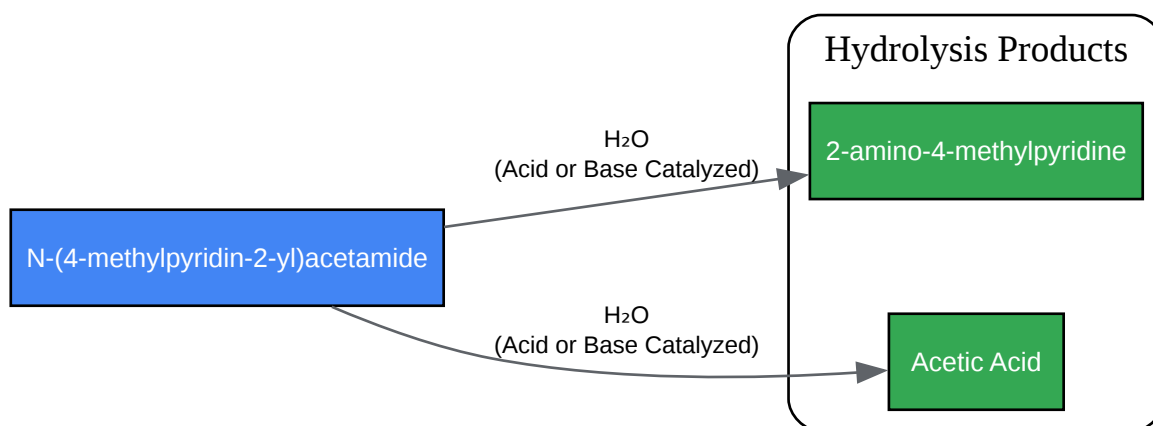 Hydrolysis Products
H₂O
(Acid or Base Catalyzed)
2-amino-4-methylpyridine
N-(4-methylpyridin-2-yl)acetamide
H₂O
(Acid or Base Catalyzed)
Acetic Acid